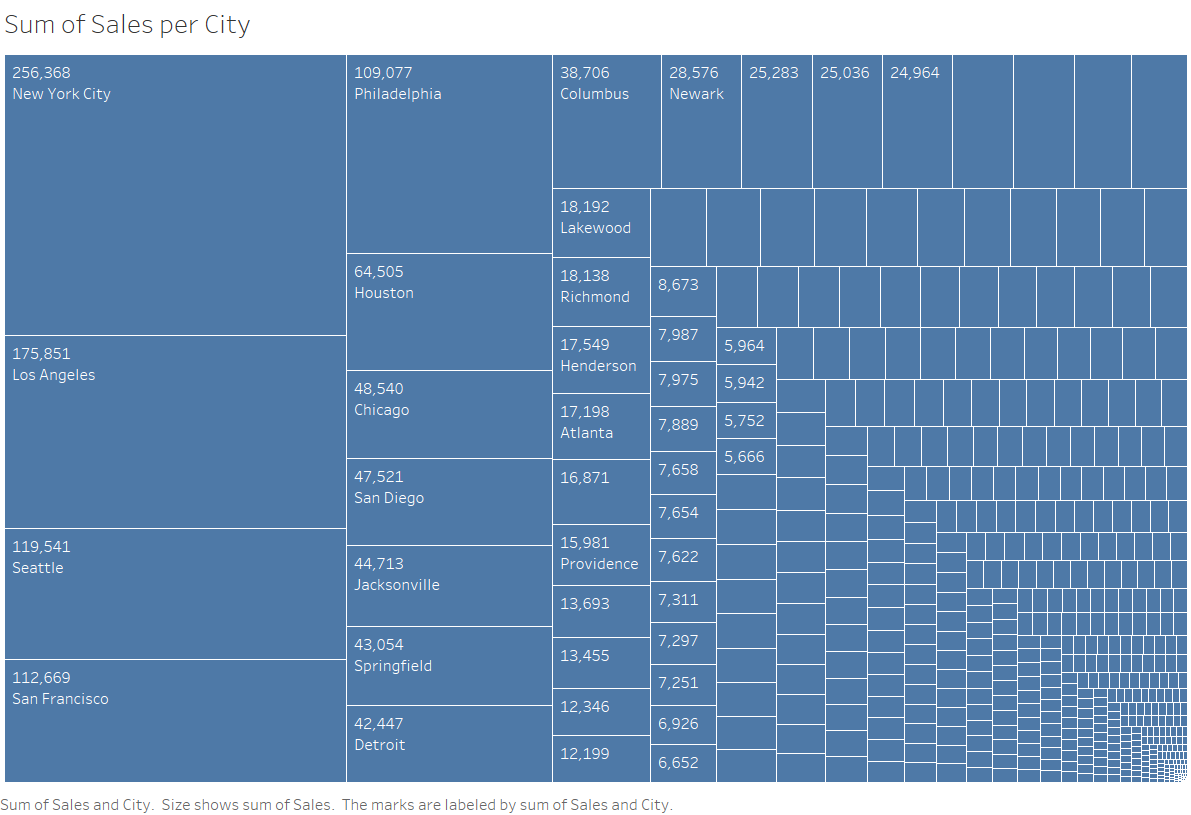 Sum of Sales per City
256,368
New York City
175,851
Los Angeles
119,541
Seattle
112,669
San Francisco
109,077
Philadelphia
64,505
Houston
48,540
Chicago
47,521
San Diego
44,713
Jacksonville
43,054
Springfield
42,447
Detroit
38,706
Columbus
28,576
Newark
25,283
25,036
24,964
18,192
Lakewood
18,138
Richmond
17,549
Henderson
17,198
Atlanta
16,871
15,981
Providence
13,693
13,455
12,346
12,199
8,673
7,987
7,975
7,889
7,658
7,654
7,622
7,311
7,297
7,251
6,926
6,652
5,964
5,942
5,752
5,666
Sum of Sales and City. Size shows sum of Sales. The marks are labeled by sum of Sales and City.